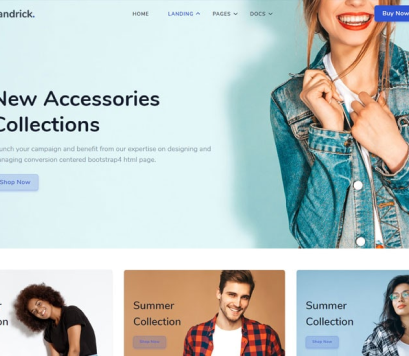 andrick.
HOME LANDING PAGES DOCS Buy Now
New Accessories
Collections
unch your campaign and benefit from our expertise on designing and
naging conversion centered bootstrap4 html page.
Shop Now
Summer
Collection
Shop Now
Summer
Collection
Shop Now